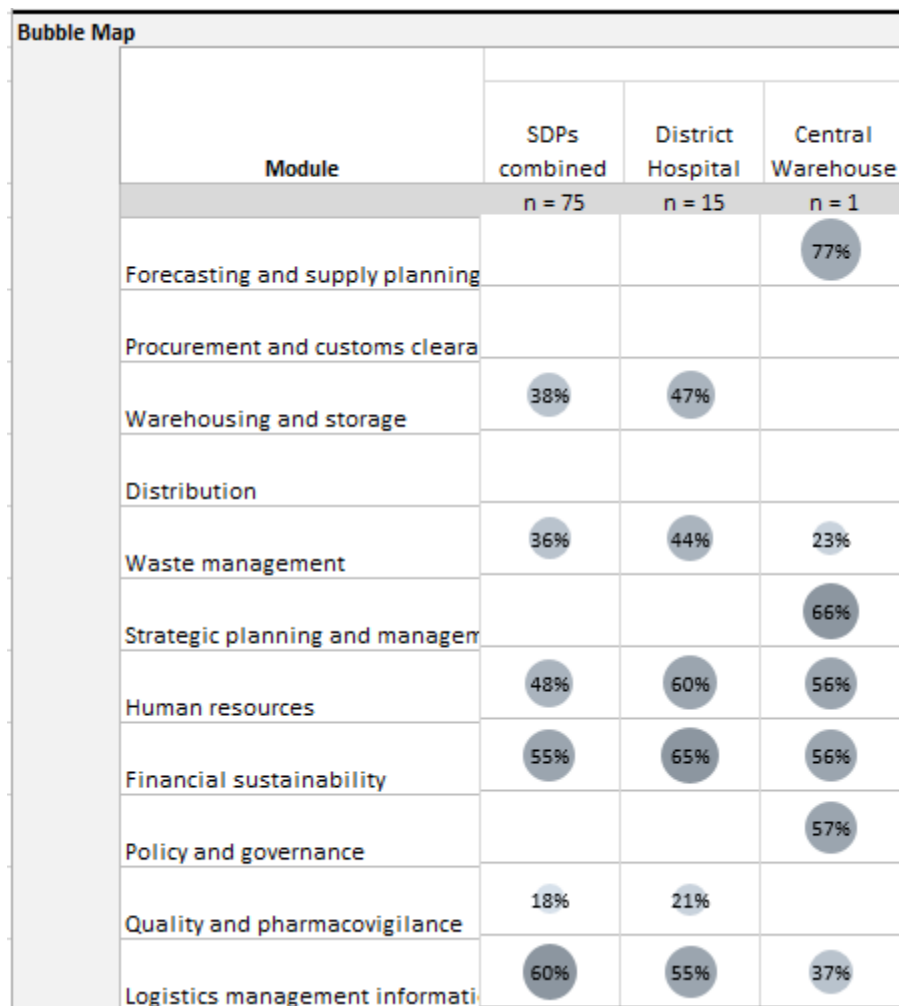 Bubble Map
Module
SDPs combined
District Hospital
Central Warehouse
n = 75 n = 15 n = 1
Forecasting and supply planning 77%
Procurement and customs cleara
Warehousing and storage 38% 47%
Distribution
Waste management 36% 44% 23%
Strategic planning and managem 66%
Human resources 48% 60% 56%
Financial sustainability 55% 65% 56%
Policy and governance 57%
Quality and pharmacovigilance 18% 21%
Logistics management informati 60% 55% 37%